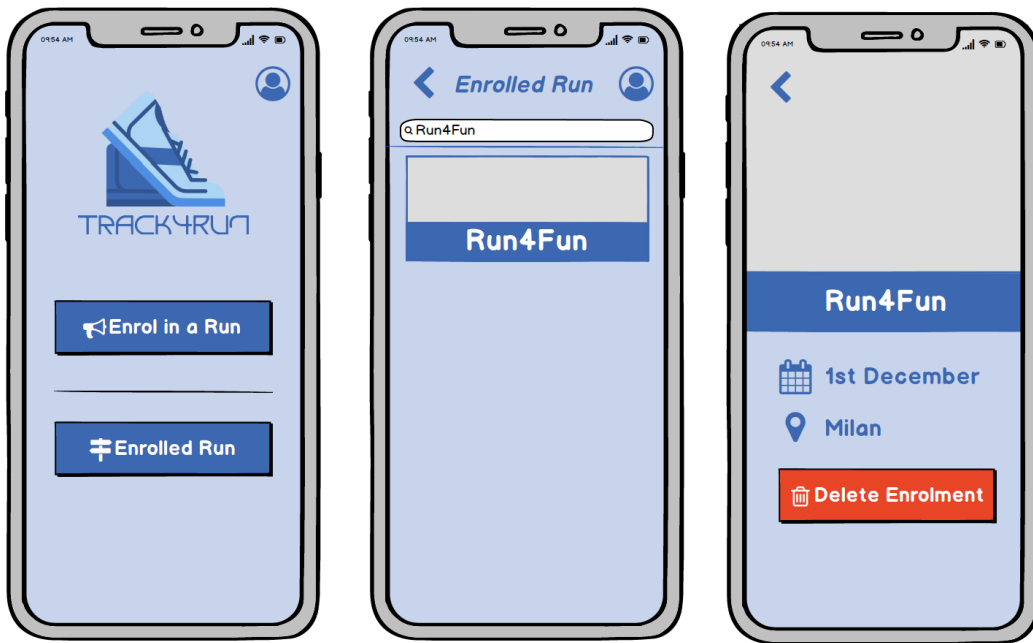 09:54 AM
TRACK4RUN
Enrol in a Run
Enrolled Run
09:54 AM
Enrolled Run
Run4Fun
Run4Fun
09:54 AM
Run4Fun
1st December
Milan
Delete Enrolment